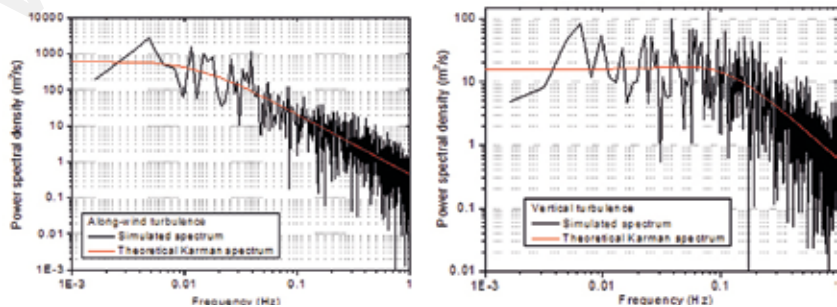 Power spectral density (m²/s)
10000
1000
100
10
1
0.1
0.01
1E-3
Along-wind turbulence
Simulated spectrum
Theoretical Karman spectrum
1E-3
0.01
0.1
1
Frequency (Hz)
Power spectral density (m²/s)
100
10
1
0.1
0.01
Vertical turbulence
Simulated spectrum
Theoretical Karman spectrum
1E-3
0.01
0.1
1
Frequency (Hz)